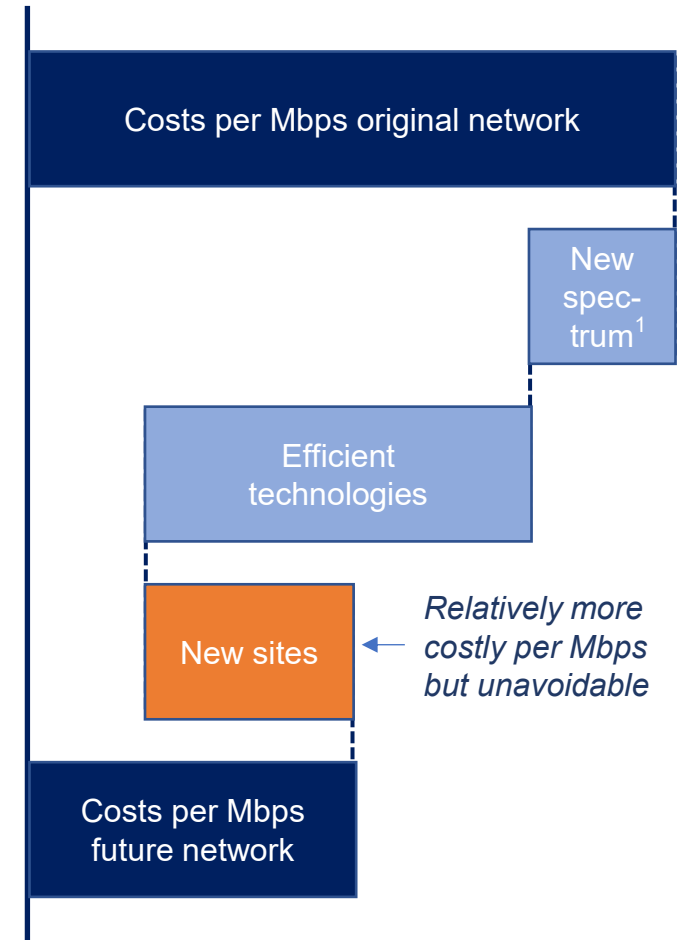 Costs per Mbps original network
New
spec-
trum1
Efficient
technologies
New sites
Relatively more
costly per Mbps
but unavoidable
Costs per Mbps
future network